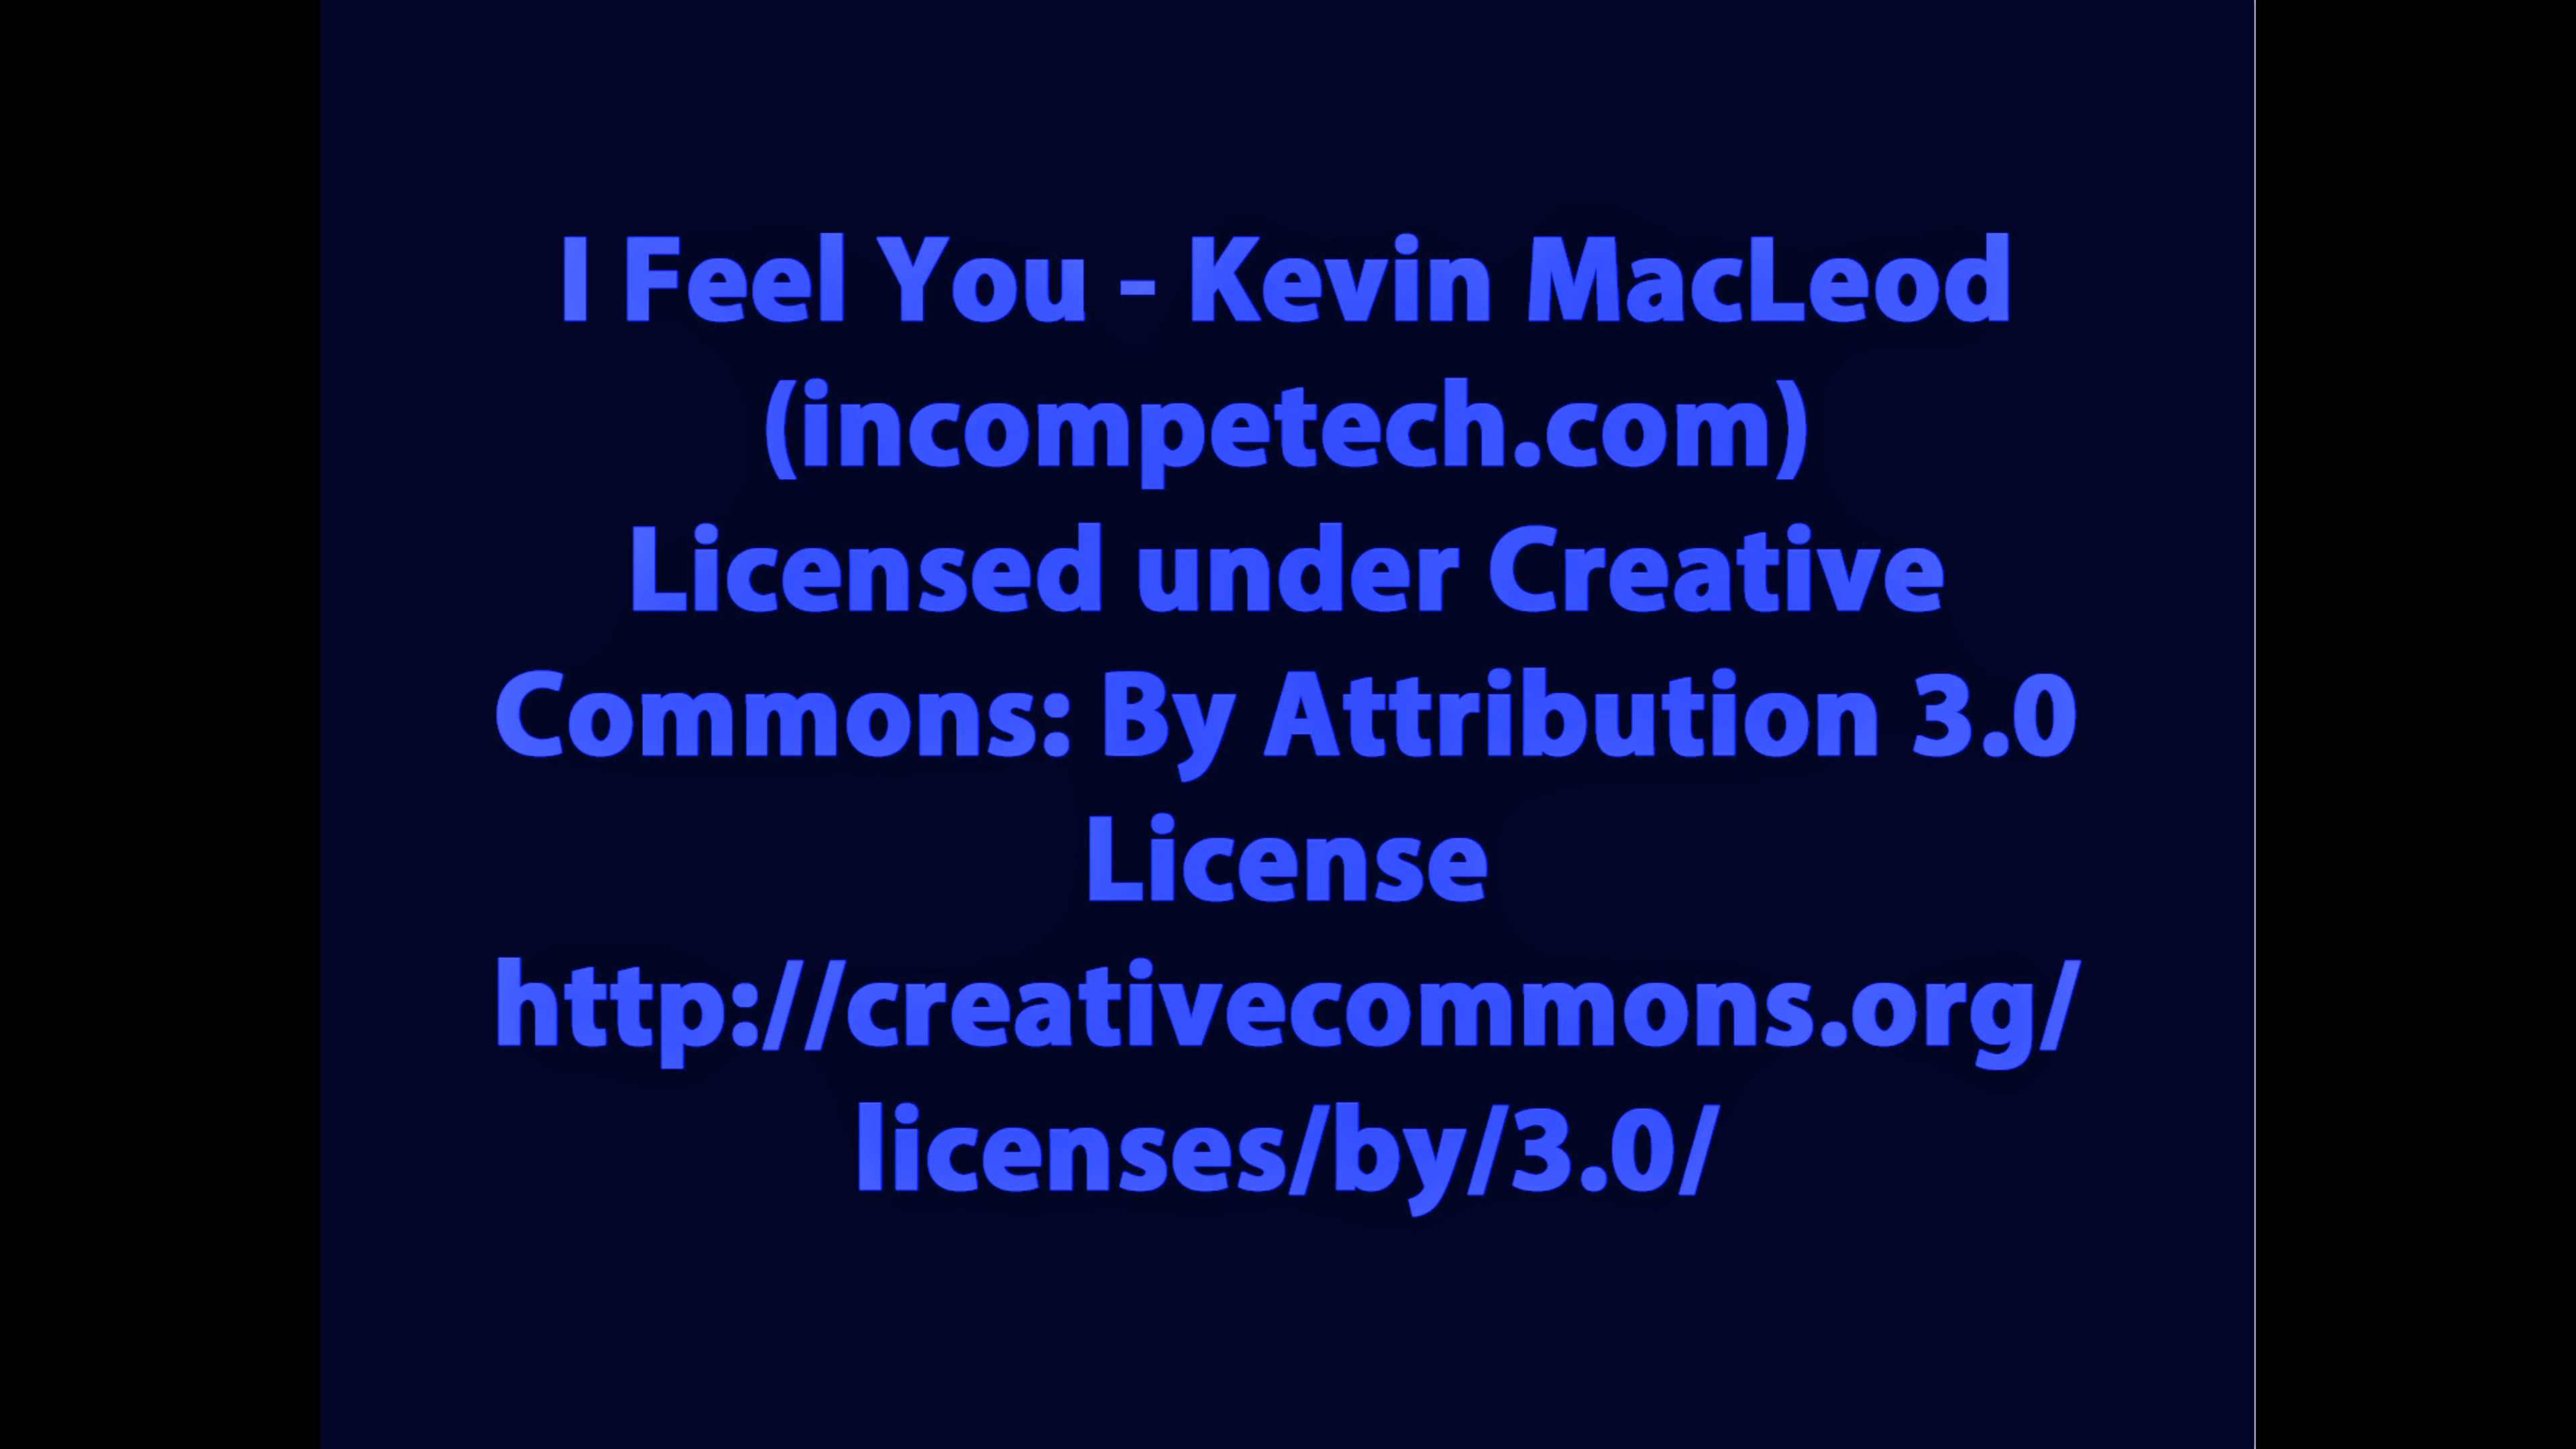 I Feel You - Kevin MacLeod
(incompetech.com)
Licensed under Creative
Commons: By Attribution 3.0
License
http://creativecommons.org/
licenses/by/3.0/